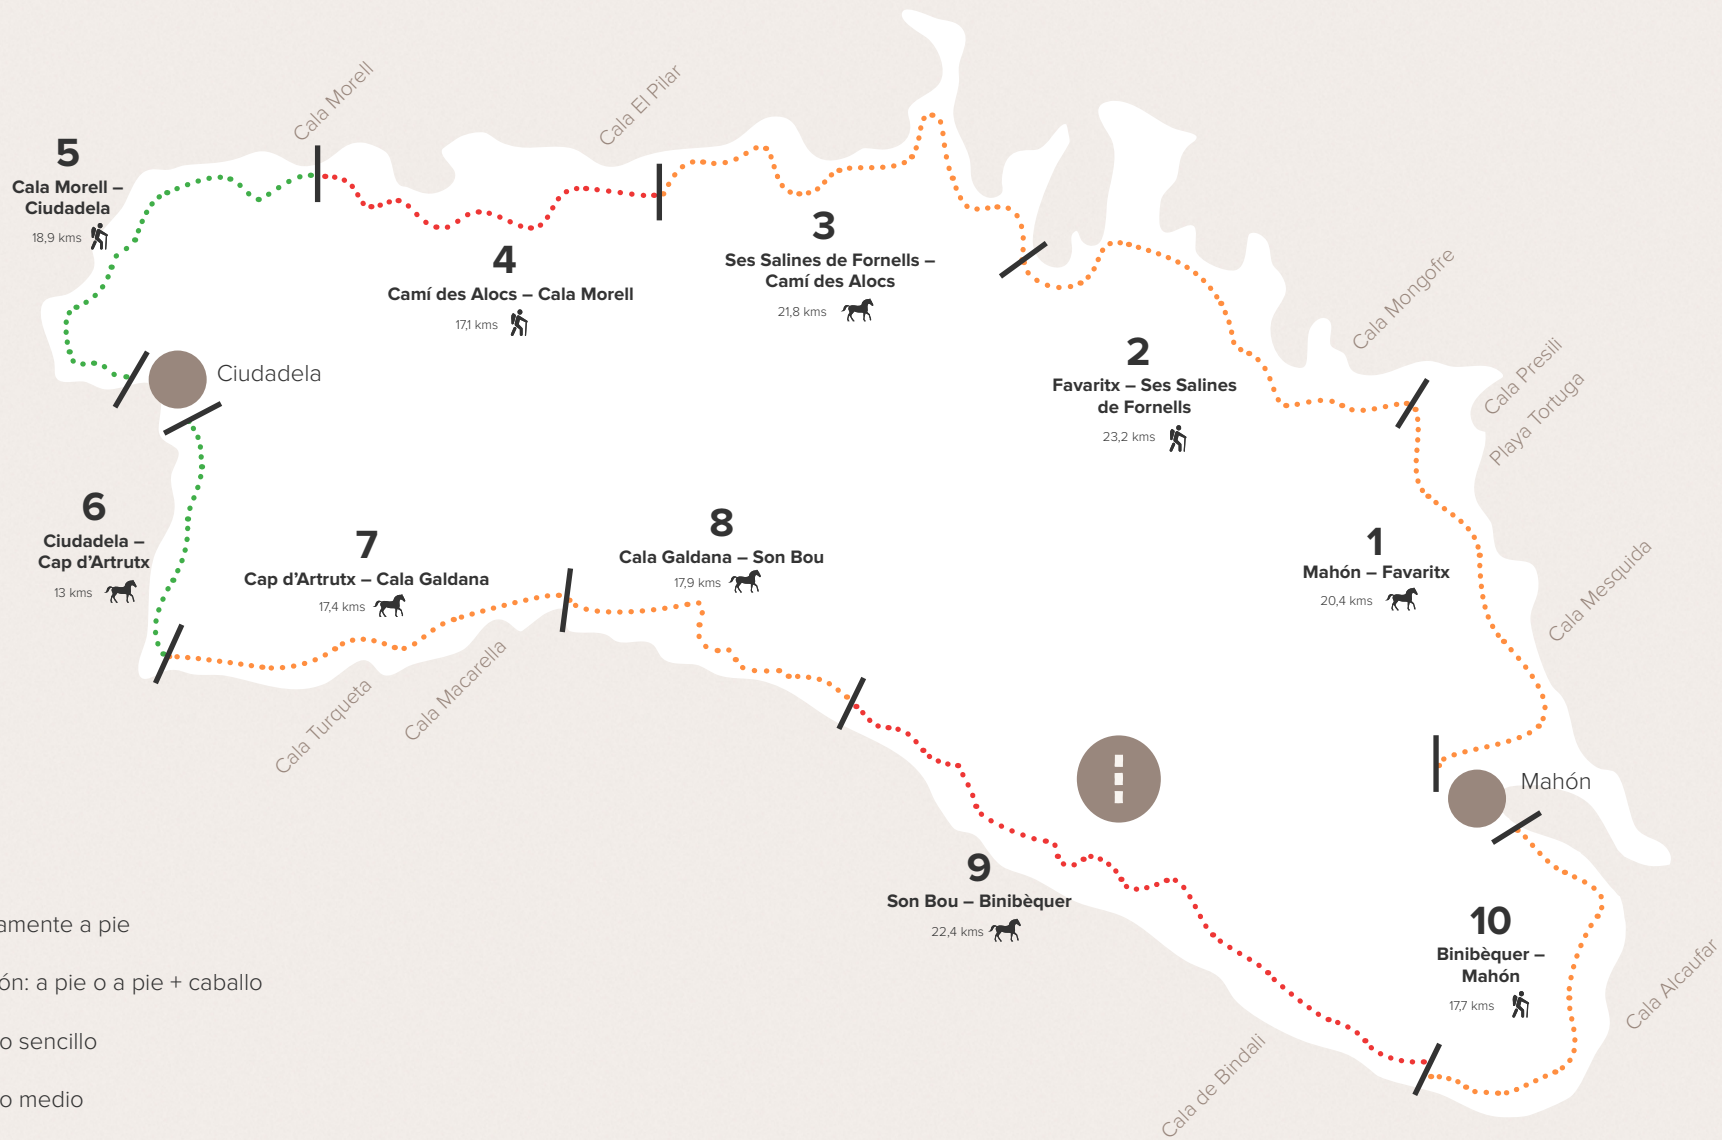 Cala Morell
Cala El Pilar
5
Cala Morell –
Ciudadela
18,9 kms
4
Camí des Alocs – Cala Morell
17,1 kms
3
Ses Salines de Fornells –
Camí des Alocs
21,8 kms
Cala Mongofre
Cala Presili
Playa Tortuga
2
Favaritx – Ses Salines
de Fornells
23,2 kms
Ciudadela
6
Ciudadela –
Cap d'Artrutx
13 kms
7
Cap d'Artrutx – Cala Galdana
17,4 kms
8
Cala Galdana – Son Bou
17,9 kms
1
Mahón – Favaritx
20,4 kms
Cala Mesquida
Cala Turqueta
Cala Macarella
Mahón
9
Son Bou – Binibèquer
22,4 kms
10
Binibèquer –
Mahón
17,7 kms
Cala Alcaufar
Cala de Bindali
amente a pie
ón: a pie o a pie + caballo
o sencillo
o medio